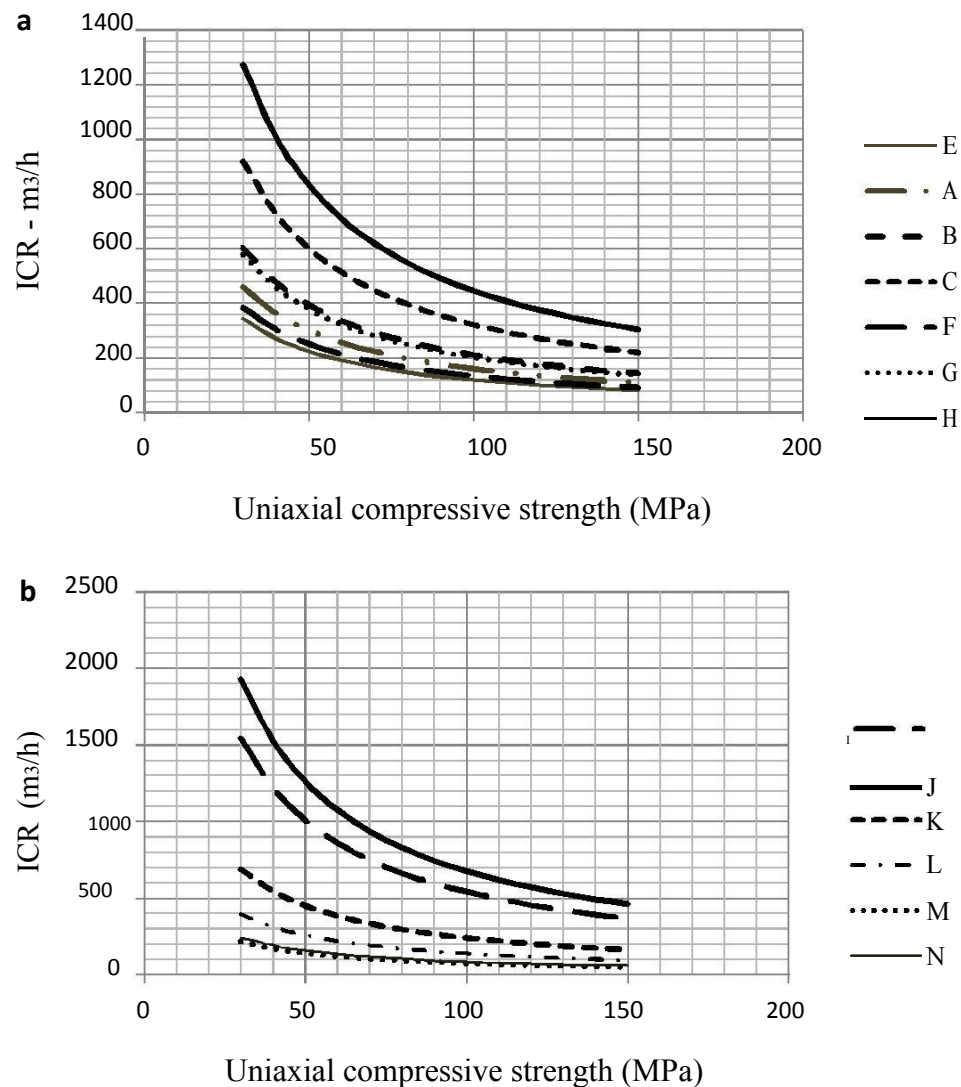 a
1400
1200
1000
800
600
400
200
0
ICR - m3/h
0 50 100 150 200
Uniaxial compressive strength (MPa)
E
A
B
C
F
G
H
b
2500
2000
1500
1000
500
0
ICR (m3/h)
0 50 100 150 200
Uniaxial compressive strength (MPa)
I
J
K
L
M
N